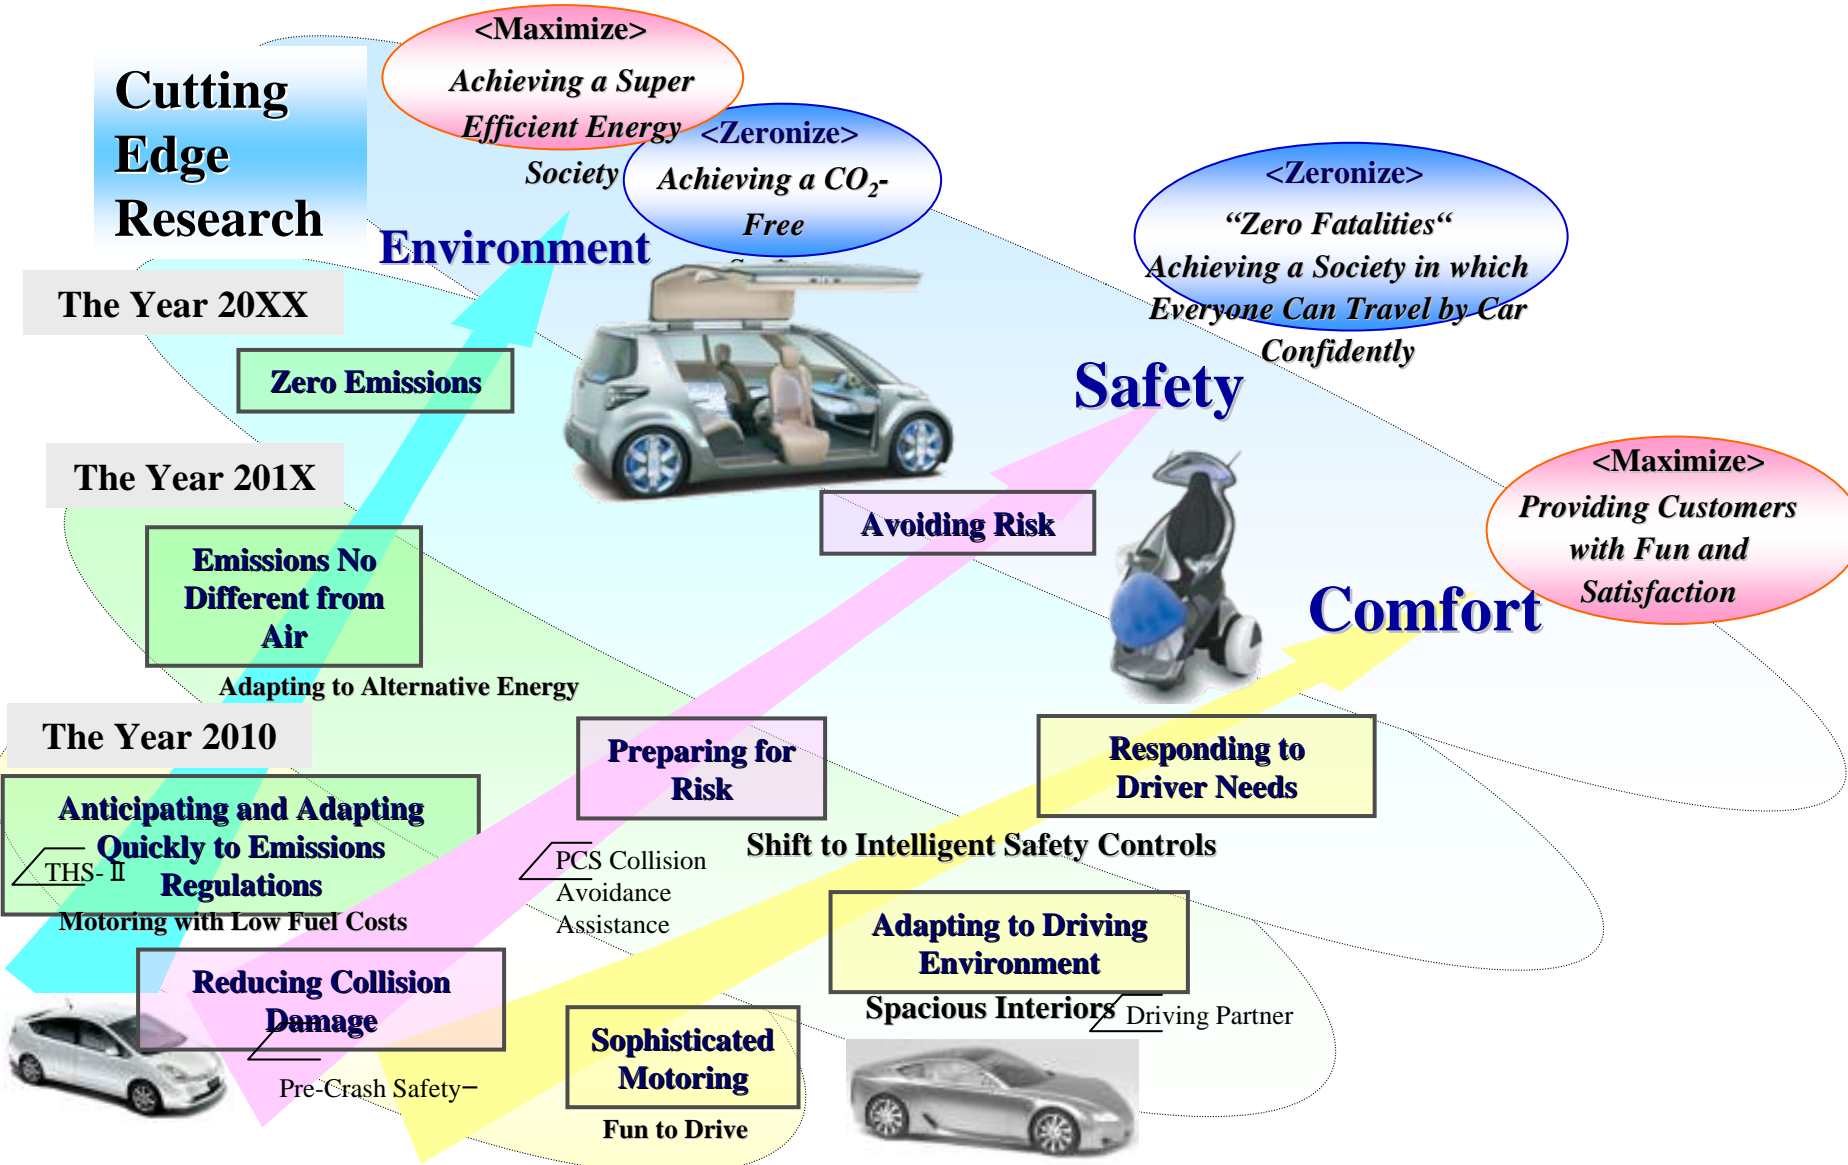 <Maximize>
Achieving a Super
Efficient Energy
Society
Cutting
Edge
Research
<Zeronize>
Achieving a CO2-
Free
<Zeronize>
“Zero Fatalities“
Achieving a Society in which
Everyone Can Travel by Car
Confidently
Environment
The Year 20XX
Zero Emissions
Safety
The Year 201X
<Maximize>
Providing Customers
with Fun and
Satisfaction
Avoiding Risk
Emissions No
Different from
Air
Comfort
Adapting to Alternative Energy
The Year 2010
Preparing for
Risk
Responding to
Driver Needs
Anticipating and Adapting
Quickly to Emissions
Regulations
THS-Ⅱ
Motoring with Low Fuel Costs
PCS Collision
Avoidance
Assistance
Shift to Intelligent Safety Controls
Adapting to Driving
Environment
Spacious Interiors
Driving Partner
Reducing Collision
Damage
Pre-Crash Safety−
Sophisticated
Motoring
Fun to Drive